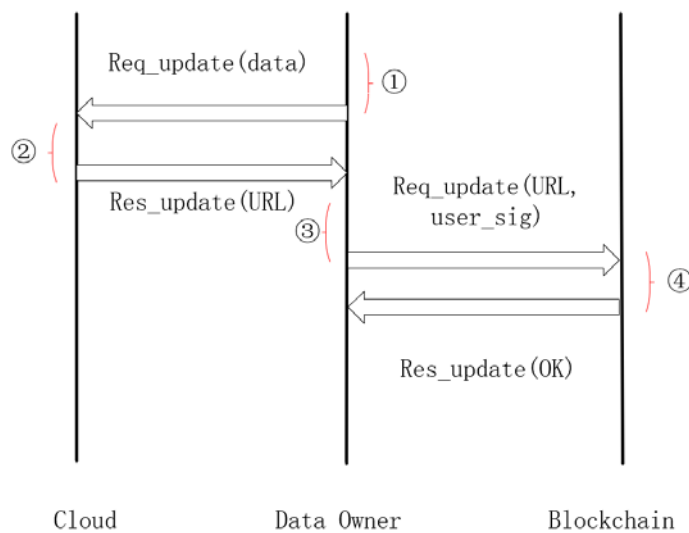 Req_update(data)
①
②
Res_update(URL)
Req_update(URL,
user_sig)
③
④
Res_update(OK)
Cloud
Data Owner
Blockchain